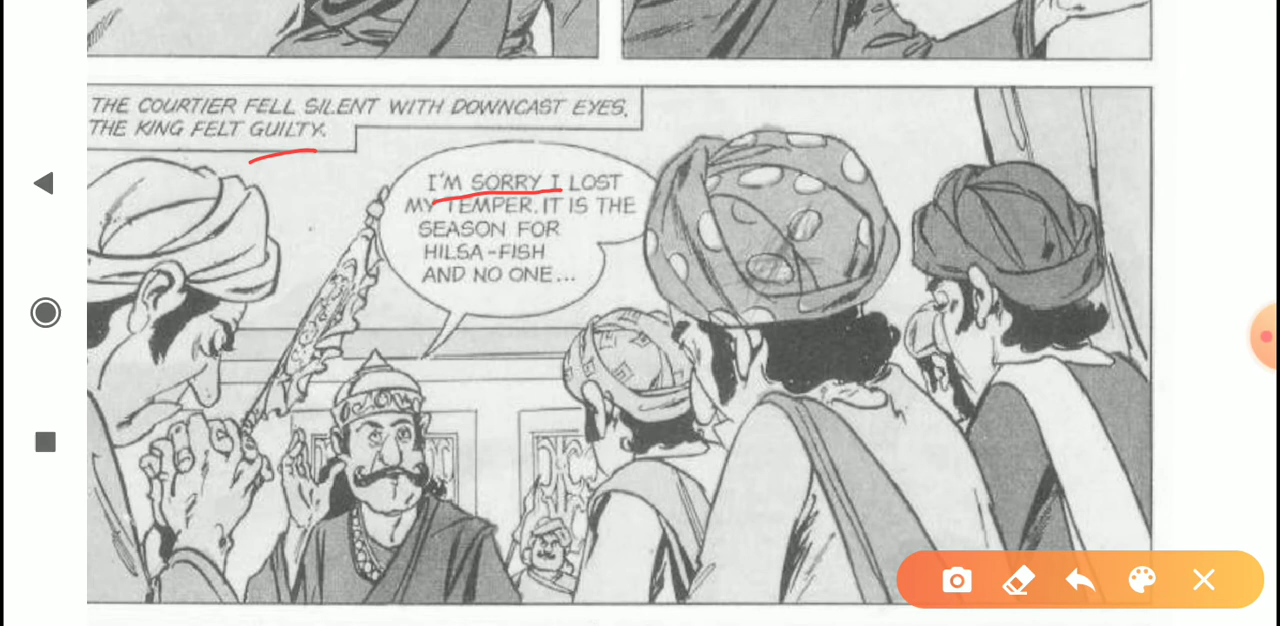 THE COURTIER FELL SILENT WITH DOWNCAST EYES.
THE KING FELT GUILTY.
I'M SORRY I LOST
MY TEMPER. IT IS THE
SEASON FOR
HILSA-FISH
AND NO ONE...